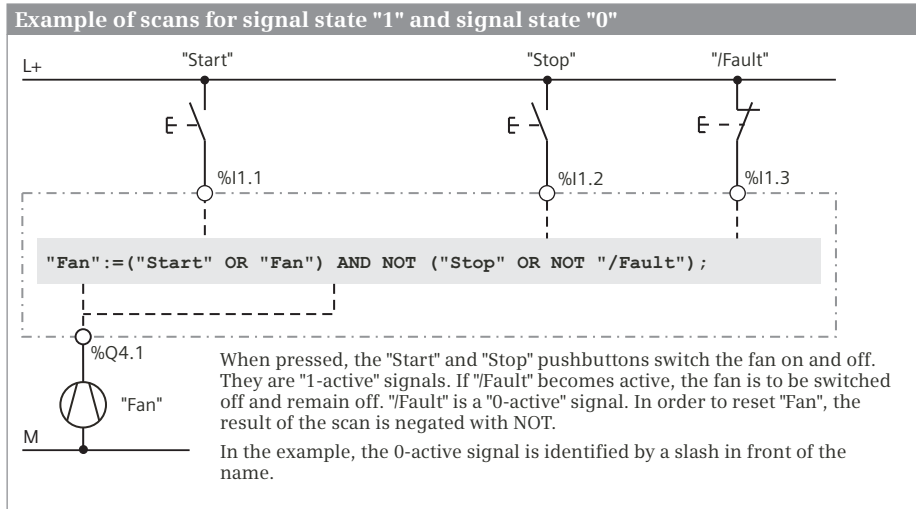 Example of scans for signal state "1" and signal state "0"
L+
"Start"
"Stop"
"/Fault"
%I1.1
%I1.2
%I1.3
"Fan":=("Start" OR "Fan") AND NOT ("Stop" OR NOT "/Fault");
%Q4.1
"Fan"
M
When pressed, the "Start" and "Stop" pushbuttons switch the fan on and off.
They are "1-active" signals. If "/Fault" becomes active, the fan is to be switched
off and remain off. "/Fault" is a "0-active" signal. In order to reset "Fan", the
result of the scan is negated with NOT.
In the example, the 0-active signal is identified by a slash in front of the
name.